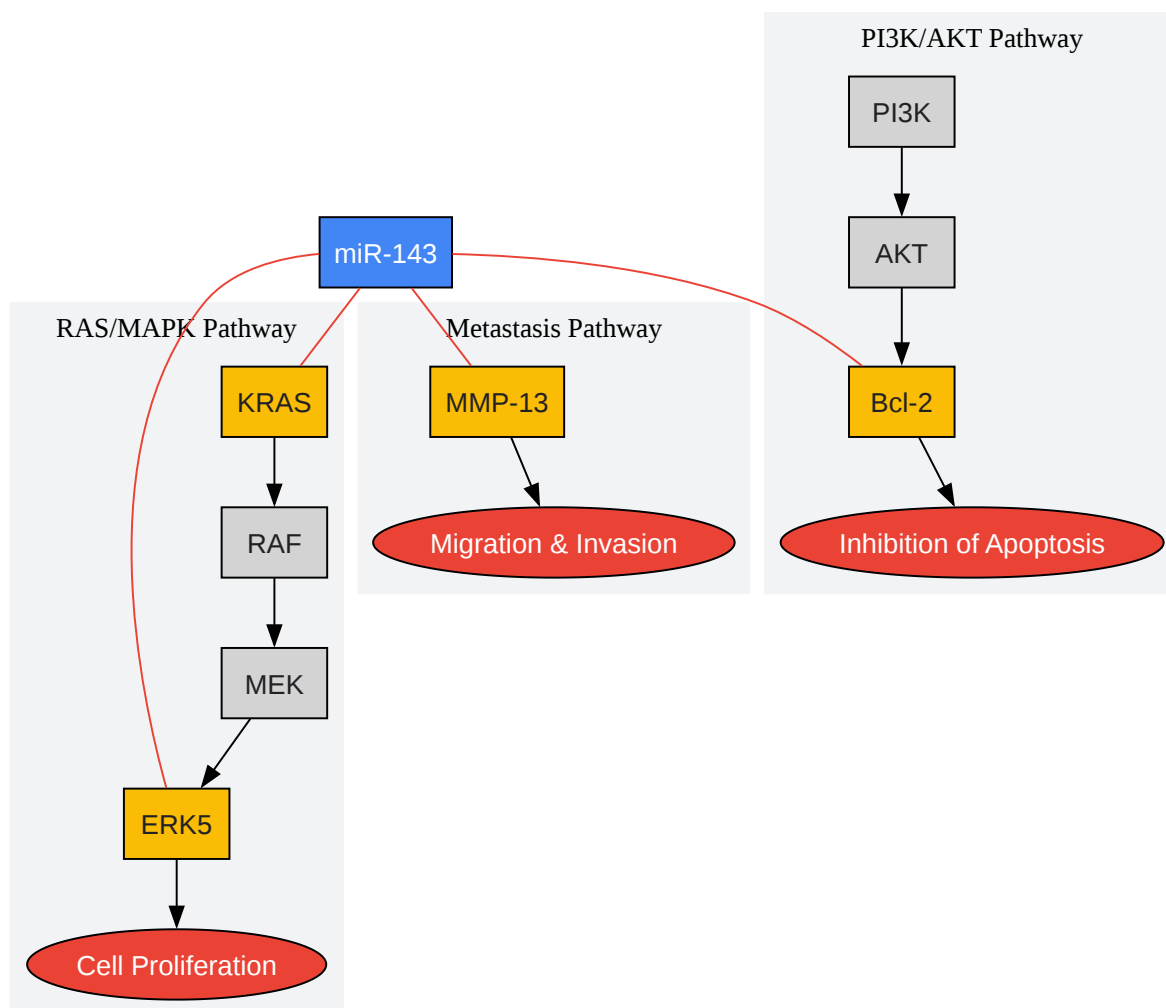 PI3K/AKT Pathway
PI3K
AKT
miR-143
RAS/MAPK Pathway
Metastasis Pathway
KRAS
MMP-13
Bcl-2
RAF
Migration & Invasion
Inhibition of Apoptosis
MEK
ERK5
Cell Proliferation